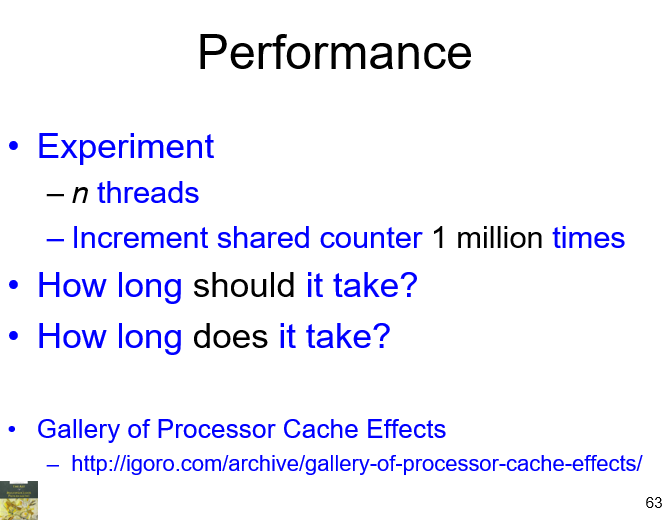 Performance
• Experiment
– n threads
– Increment shared counter 1 million times
• How long should it take?
• How long does it take?
• Gallery of Processor Cache Effects
– http://igoro.com/archive/gallery-of-processor-cache-effects/
63